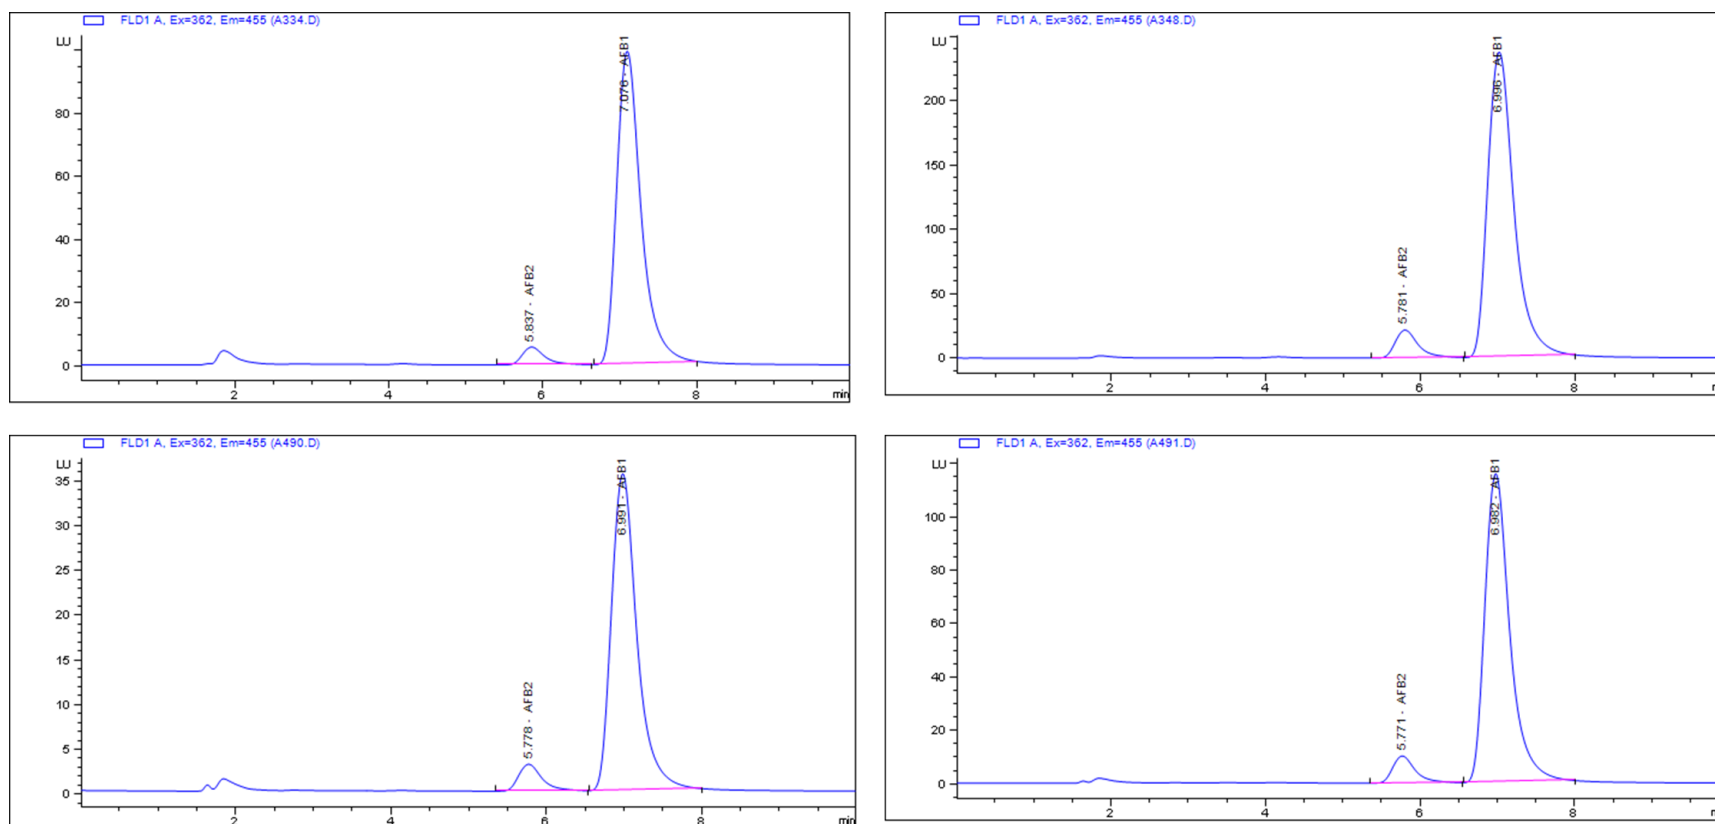 FLD1 A, Ex=362, Em=455 (A334.D)
LU
80
60
40
20
0
5.837 - AFB2
7.076 - AFB1
2
4
6
8
min
FLD1 A, Ex=362, Em=455 (A348.D)
LU
200
150
100
50
0
5.781 - AFB2
6.996 - AFB1
2
4
6
8
FLD1 A, Ex=362, Em=455 (A490.D)
LU
35
30
25
20
15
10
5
0
5.778 - AFB2
6.991 - AFB1
2
4
6
8
min
FLD1 A, Ex=362, Em=455 (A491.D)
LU
100
80
60
40
20
0
5.771 - AFB2
6.982 - AFB1
2
4
6
8